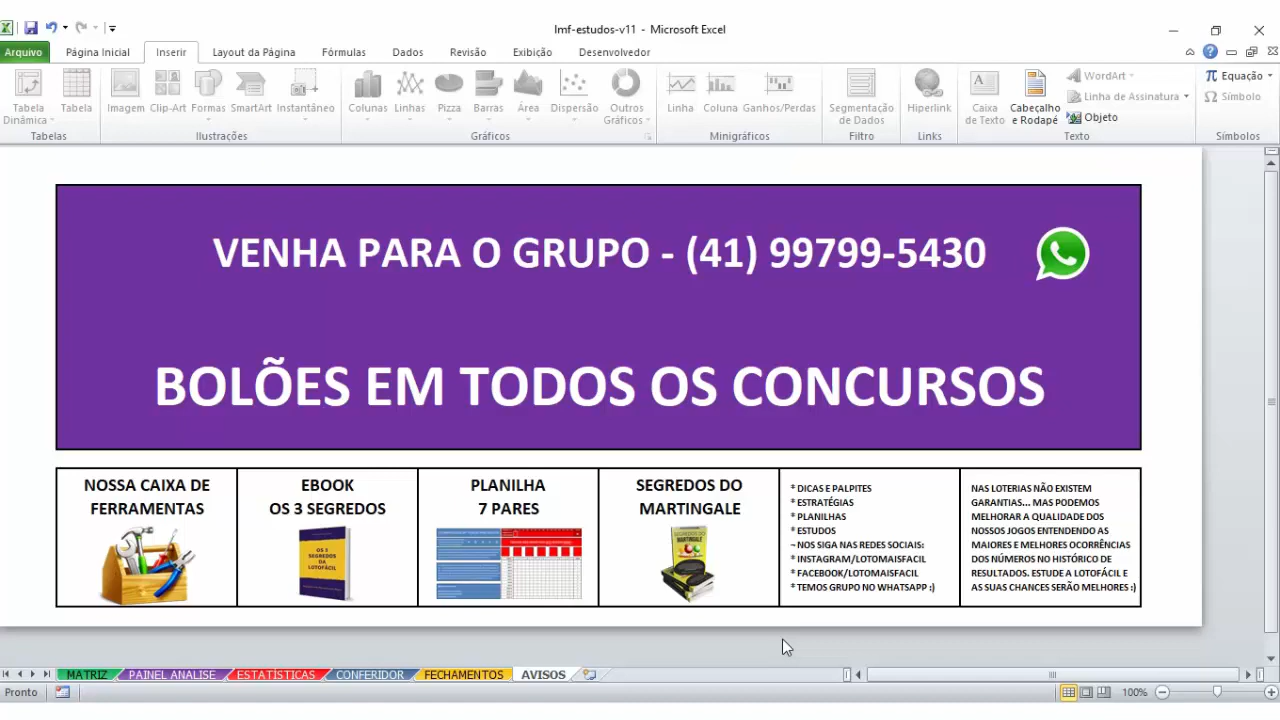 lmf-estudos-v11 - Microsoft Excel
Arquivo Página Inicial Inserir Layout da Página Fórmulas Dados Revisão Exibição Desenvolvedor
Tabela Dinâmica
Tabela
Imagem
Clip-Art
Formas
SmartArt
Instantâneo
Colunas
Linhas
Pizza
Barras
Área
Dispersão
Outros Gráficos
Linha
Coluna
Ganhos/Perdas
Segmentação de Dados
Hiperlink
Caixa de Texto
Cabeçalho e Rodapé
WordArt
Linha de Assinatura
Objeto
π Equação
Ω Símbolo
Tabelas Ilustrações Gráficos Minigráficos Filtro Links Texto Símbolos
VENHA PARA O GRUPO - (41) 99799-5430
BOLÕES EM TODOS OS CONCURSOS
NOSSA CAIXA DE
FERRAMENTAS
EBOOK
OS 3 SEGREDOS
OS 3
SEGREDOS
DA
LOTOFÁCIL
PLANILHA
7 PARES
SEGREDOS DO
MARTINGALE
* DICAS E PALPITES
* ESTRATÉGIAS
* PLANILHAS
* ESTUDOS
~ NOS SIGA NAS REDES SOCIAIS:
* INSTAGRAM/LOTOMAISFACIL
* FACEBOOK/LOTOMAISFACIL
* TEMOS GRUPO NO WHATSAPP :)
NAS LOTERIAS NÃO EXISTEM
GARANTIAS... MAS PODEMOS
MELHORAR A QUALIDADE DOS
NOSSOS JOGOS ENTENDENDO AS
MAIORES E MELHORES OCORRÊNCIAS
DOS NÚMEROS NO HISTÓRICO DE
RESULTADOS. ESTUDE A LOTOFÁCIL E
AS SUAS CHANCES SERÃO MELHORES :)
MATRIZ PAINEL ANALISE ESTATÍSTICAS CONFERIDOR FECHAMENTOS AVISOS
Pronto
100%